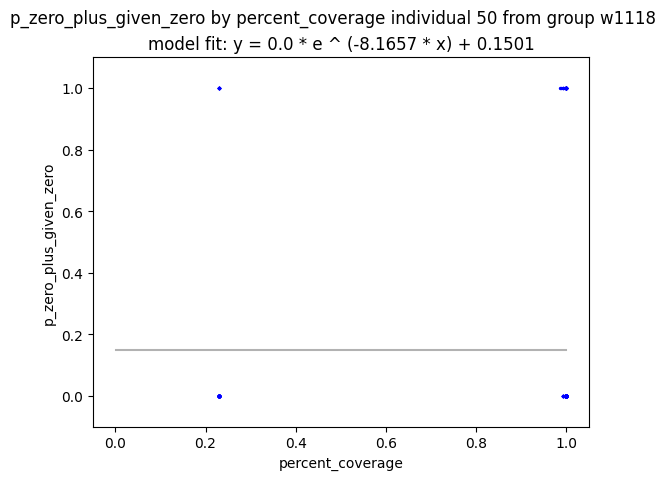 p_zero_plus_given_zero by percent_coverage individual 50 from group w1118
model fit: y = 0.0 * e ^ (-8.1657 * x) + 0.1501
1.0
0.8
0.6
0.4
0.2
0.0
p_zero_plus_given_zero
0.0 0.2 0.4 0.6 0.8 1.0
percent_coverage